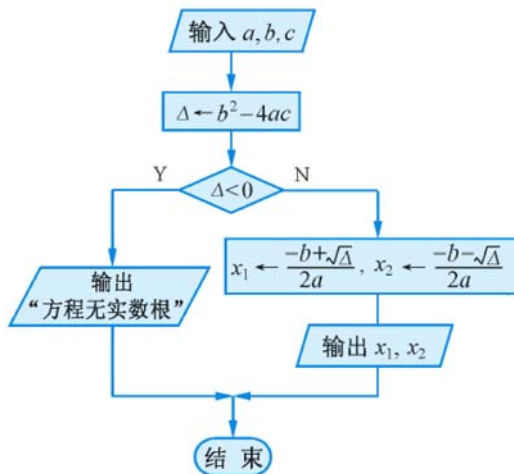 输入 a, b, c
Δ ← b² − 4ac
Y
N
Δ<0
x₁ ← (−b+√Δ)/(2a), x₂ ← (−b−√Δ)/(2a)
输出
“方程无实数根”
输出 x₁, x₂
结 束